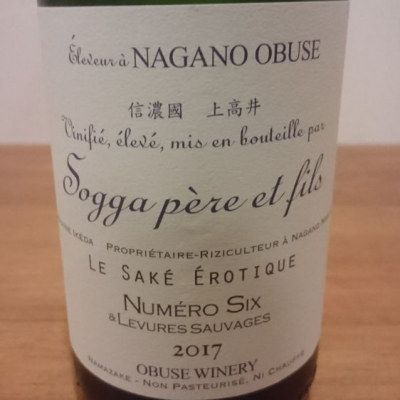 Éleveur à NAGANO OBUSE
信濃國 上高井
Vinifié, élevé, mis en bouteille par
Sogga père et fils
PROPRIÉTAIRE-RIZICULTEUR À NAGANO
LE SAKÉ ÉROTIQUE
NUMÉRO SIX
& LEVURES SAUVAGES
2017
OBUSE WINERY
NAMAZAKE - NON PASTEURISÉ, NI CHAUFFÉ